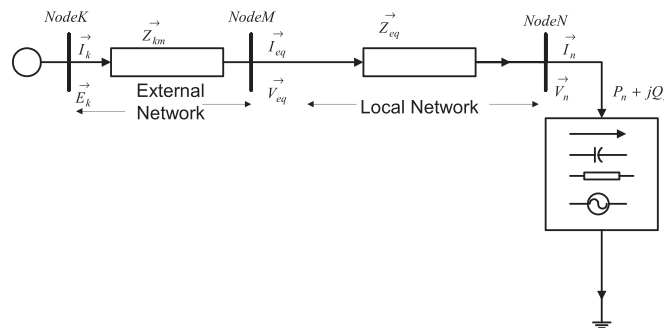 NodeK
NodeM
NodeN
Z_km
Z_eq
I_k
I_eq
I_n
E_k
V_eq
V_n
P_n + jQ
External
Network
Local Network